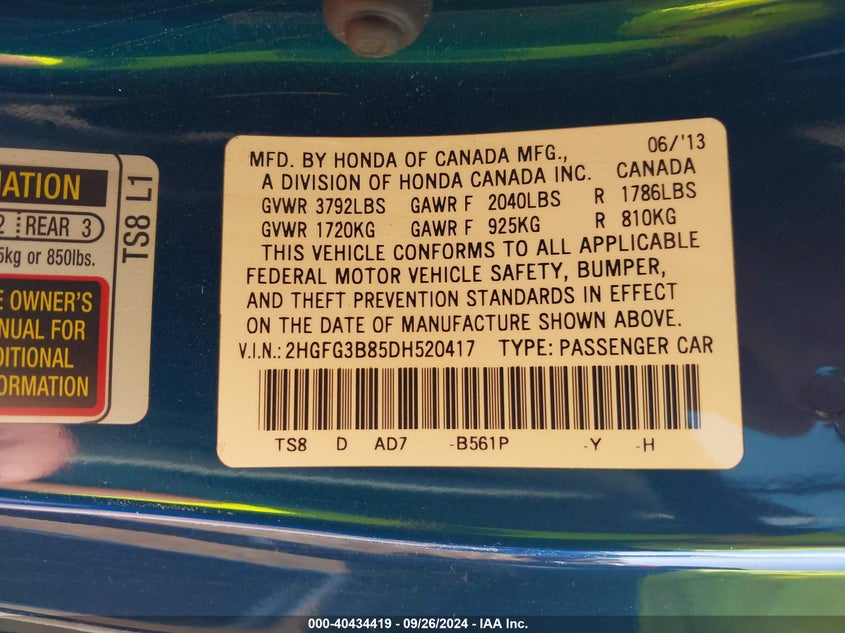 MATION
2 REAR 3
5kg or 850lbs.
E OWNER'S
NUAL FOR
DITIONAL
FORMATION
TS8 L1
06/'13
MFD. BY HONDA OF CANADA MFG.,
A DIVISION OF HONDA CANADA INC. CANADA
GVWR 3792LBS GAWR F 2040LBS R 1786LBS
GVWR 1720KG GAWR F 925KG R 810KG
THIS VEHICLE CONFORMS TO ALL APPLICABLE
FEDERAL MOTOR VEHICLE SAFETY, BUMPER,
AND THEFT PREVENTION STANDARDS IN EFFECT
ON THE DATE OF MANUFACTURE SHOWN ABOVE.
V.I.N.: 2HGFG3B85DH520417 TYPE: PASSENGER CAR
TS8 D AD7 -B561P -Y -H
000-40434419 - 09/26/2024 - IAA Inc.